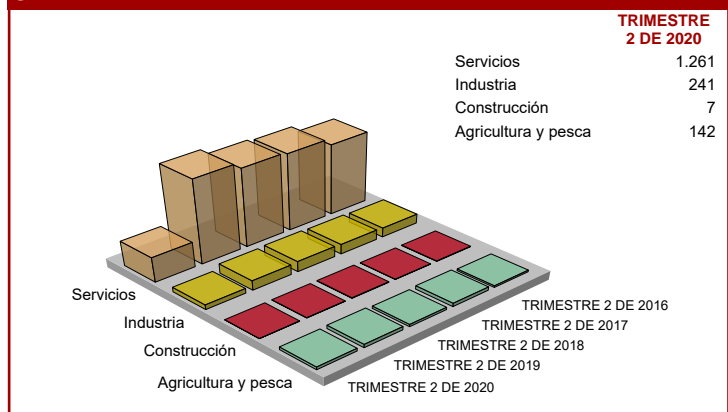 TRIMESTRE
2 DE 2020
Servicios 1.261
Industria 241
Construcción 7
Agricultura y pesca 142
Servicios
Industria
Construcción
Agricultura y pesca
TRIMESTRE 2 DE 2016
TRIMESTRE 2 DE 2017
TRIMESTRE 2 DE 2018
TRIMESTRE 2 DE 2019
TRIMESTRE 2 DE 2020